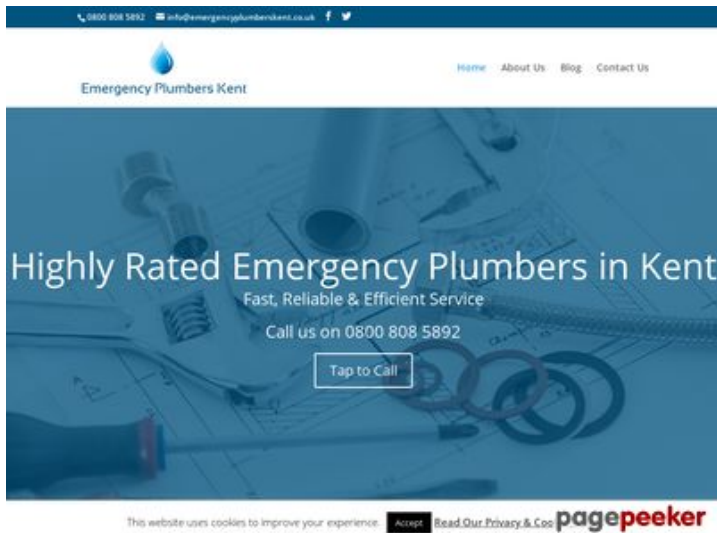 0800 808 5892 info@emergencyplumberskent.co.uk
Emergency Plumbers Kent
Home About Us Blog Contact Us
Highly Rated Emergency Plumbers in Kent
Fast, Reliable & Efficient Service
Call us on 0800 808 5892
Tap to Call
This website uses cookies to improve your experience. Accept Read Our Privacy & Coo
pagepeeker